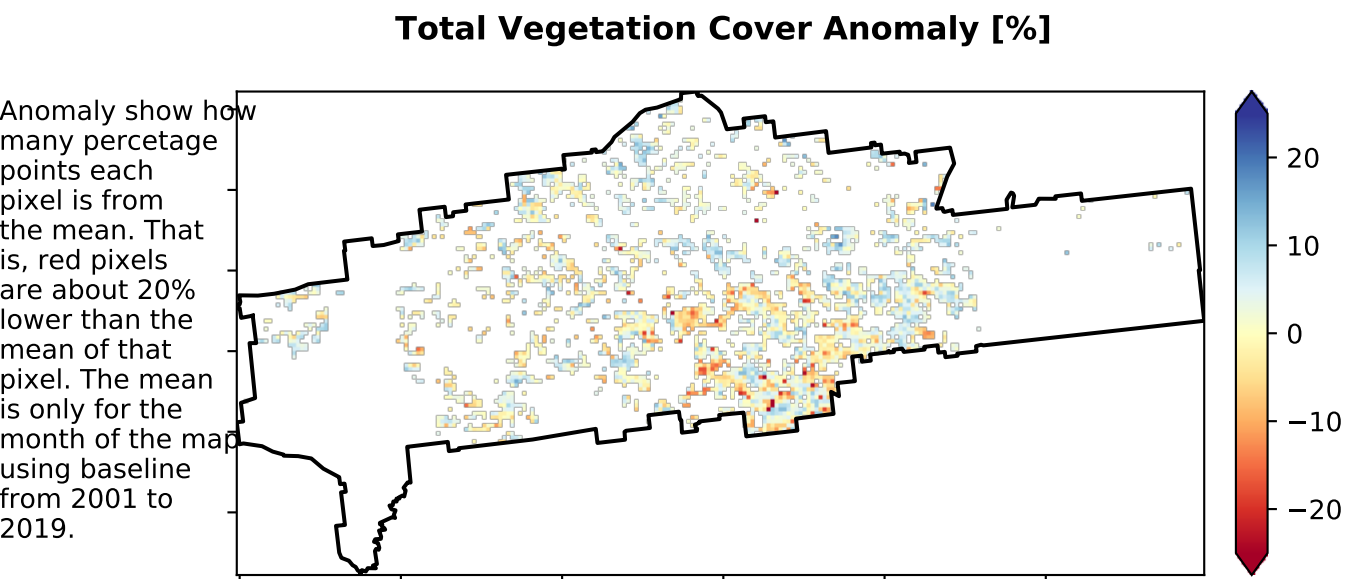 Total Vegetation Cover Anomaly [%]
Anomaly show how
many percetage
points each
pixel is from
the mean. That
is, red pixels
are about 20%
lower than the
mean of that
pixel. The mean
is only for the
month of the map
using baseline
from 2001 to
2019.
20
10
0
−10
−20